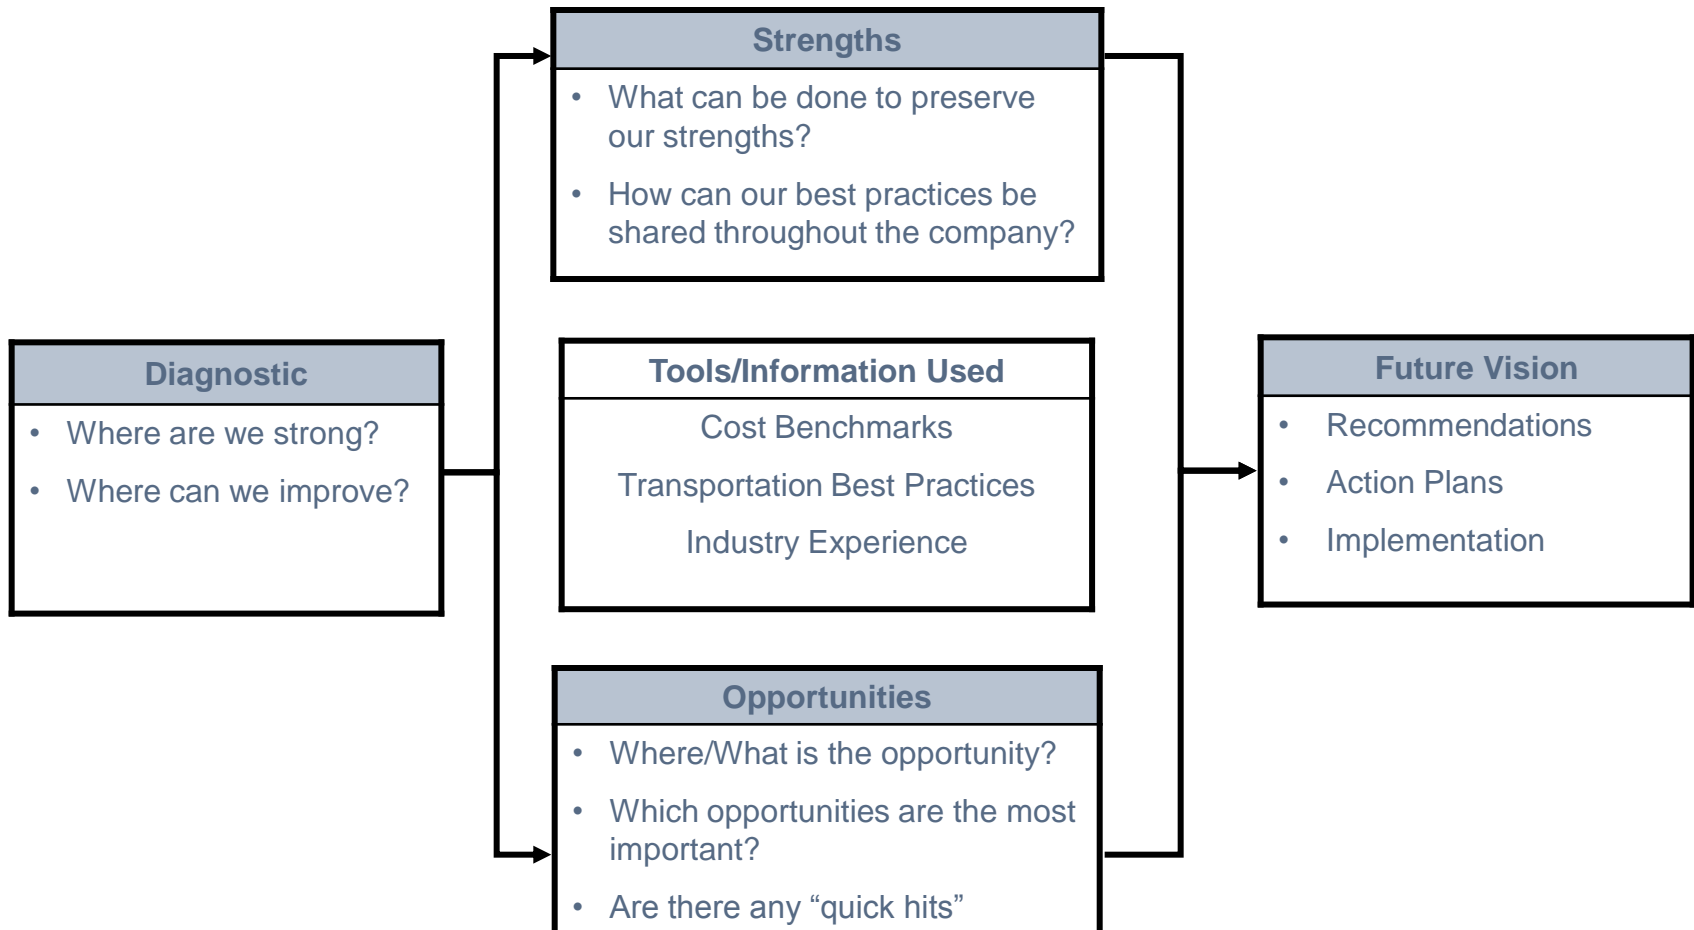 Strengths
• What can be done to preserve
our strengths?
• How can our best practices be
shared throughout the company?
Diagnostic
• Where are we strong?
• Where can we improve?
Tools/Information Used
Cost Benchmarks
Transportation Best Practices
Industry Experience
Future Vision
• Recommendations
• Action Plans
• Implementation
Opportunities
• Where/What is the opportunity?
• Which opportunities are the most
important?
• Are there any “quick hits”